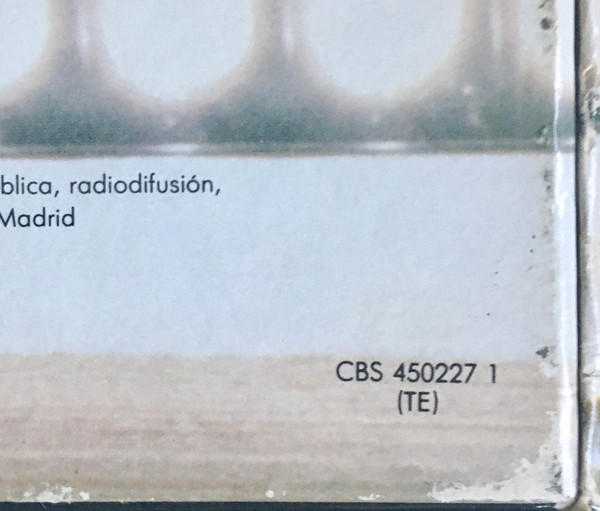 blica, radiodifusión,
Madrid
CBS 450227 1
(TE)